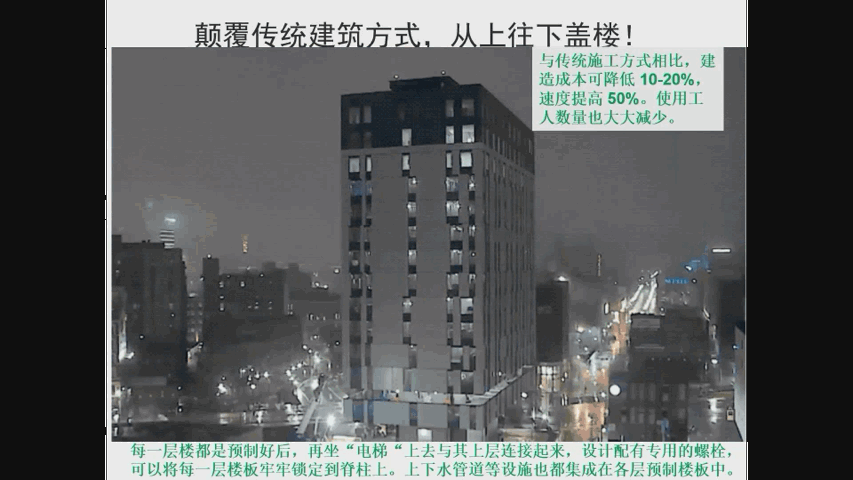 颠覆传统建筑方式，从上往下盖楼！
与传统施工方式相比，建
造成本可降低 10-20%，
速度提高 50%。使用工
人数量也大大减少。
每一层楼都是预制好后，再坐“电梯“上去与其上层连接起来，设计配有专用的螺栓，
可以将每一层楼板牢牢锁定到脊柱上。上下水管道等设施也都集成在各层预制楼板中。